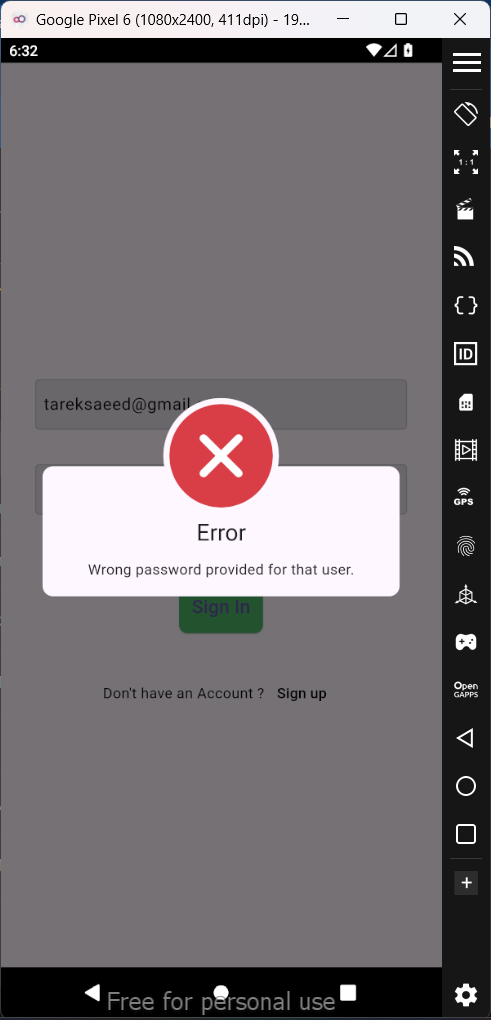 Google Pixel 6 (1080x2400, 411dpi) - 19...
6:32
1:1
ID
GPS
Open
GAPPS
tareksaeed@gmail
Error
Wrong password provided for that user.
Sign In
Don't have an Account ? Sign up
Free for personal use